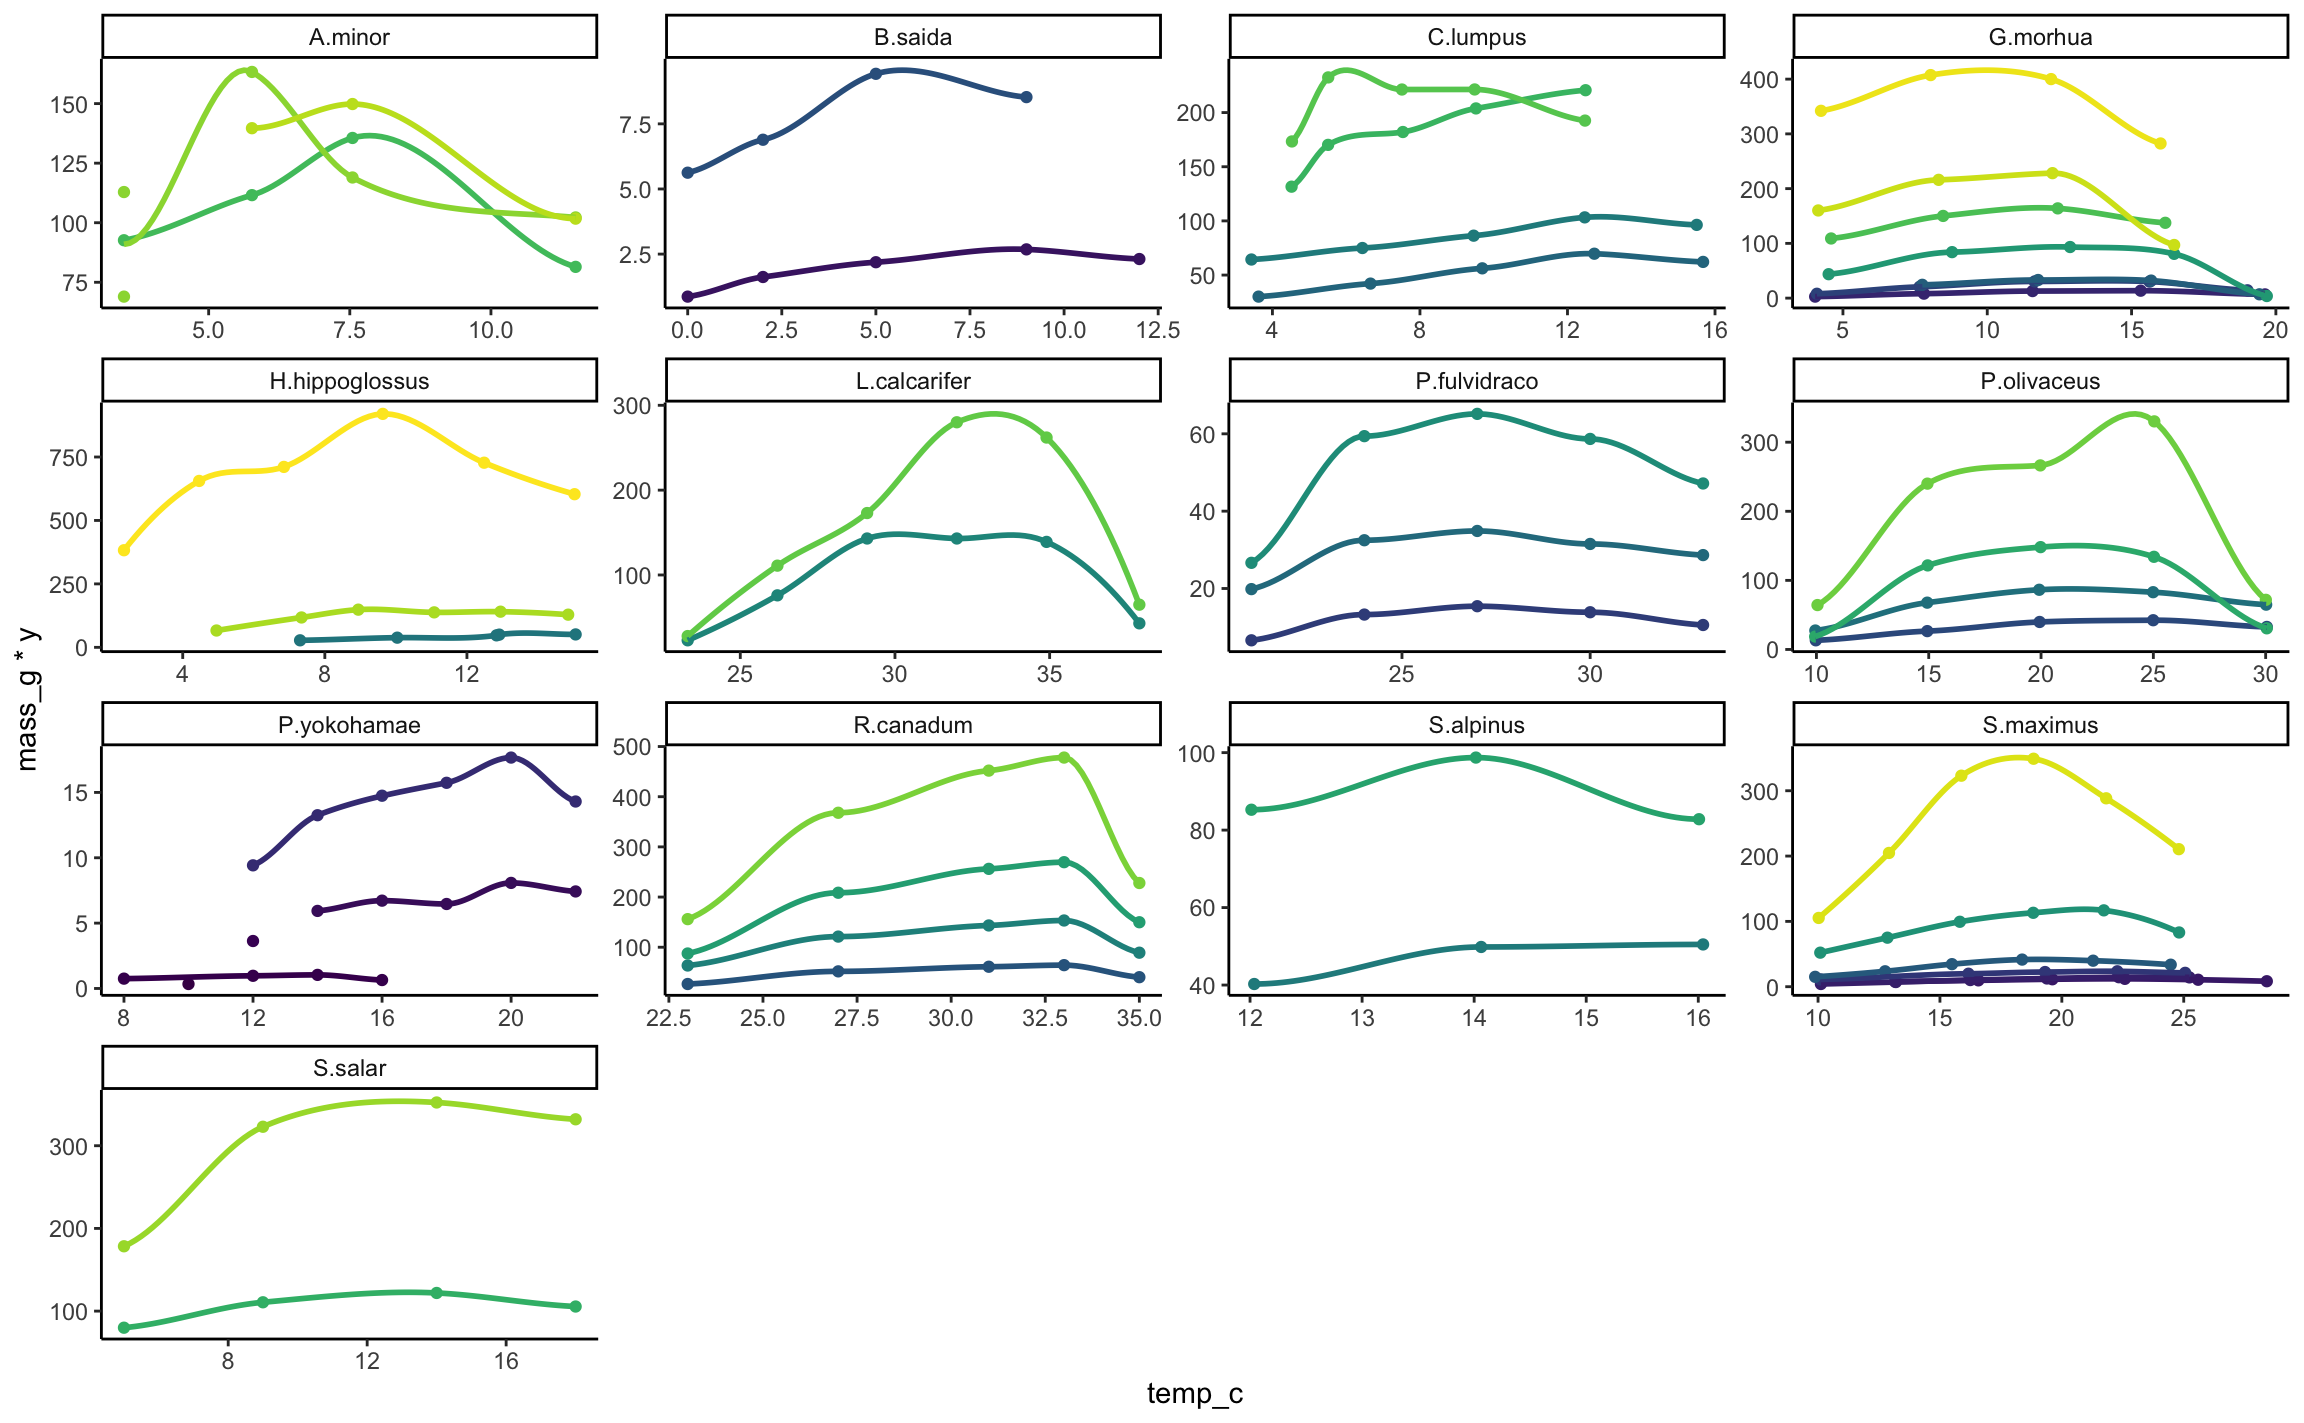 A.minor B.saida C.lumpus G.morhua
150
125
100
75
5.0 7.5 10.0
7.5
5.0
2.5
0.0 2.5 5.0 7.5 10.0 12.5
200
150
100
50
4 8 12 16
400
300
200
100
0
5 10 15 20
H.hippoglossus L.calcarifer P.fulvidraco P.olivaceus
750
500
250
0
4 8 12
300
200
100
25 30 35
60
40
20
25 30
300
200
100
0
10 15 20 25 30
mass_g * y
P.yokohamae R.canadum S.alpinus S.maximus
15
10
5
0
8 12 16 20
500
400
300
200
100
22.5 25.0 27.5 30.0 32.5 35.0
100
80
60
40
12 13 14 15 16
300
200
100
0
10 15 20 25
S.salar
300
200
100
8 12 16
temp_c